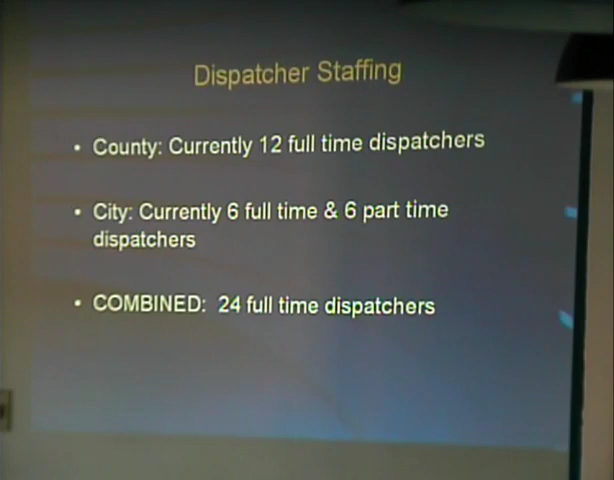 Dispatcher Staffing
• County: Currently 12 full time dispatchers
• City: Currently 6 full time & 6 part time
dispatchers
• COMBINED:  24 full time dispatchers